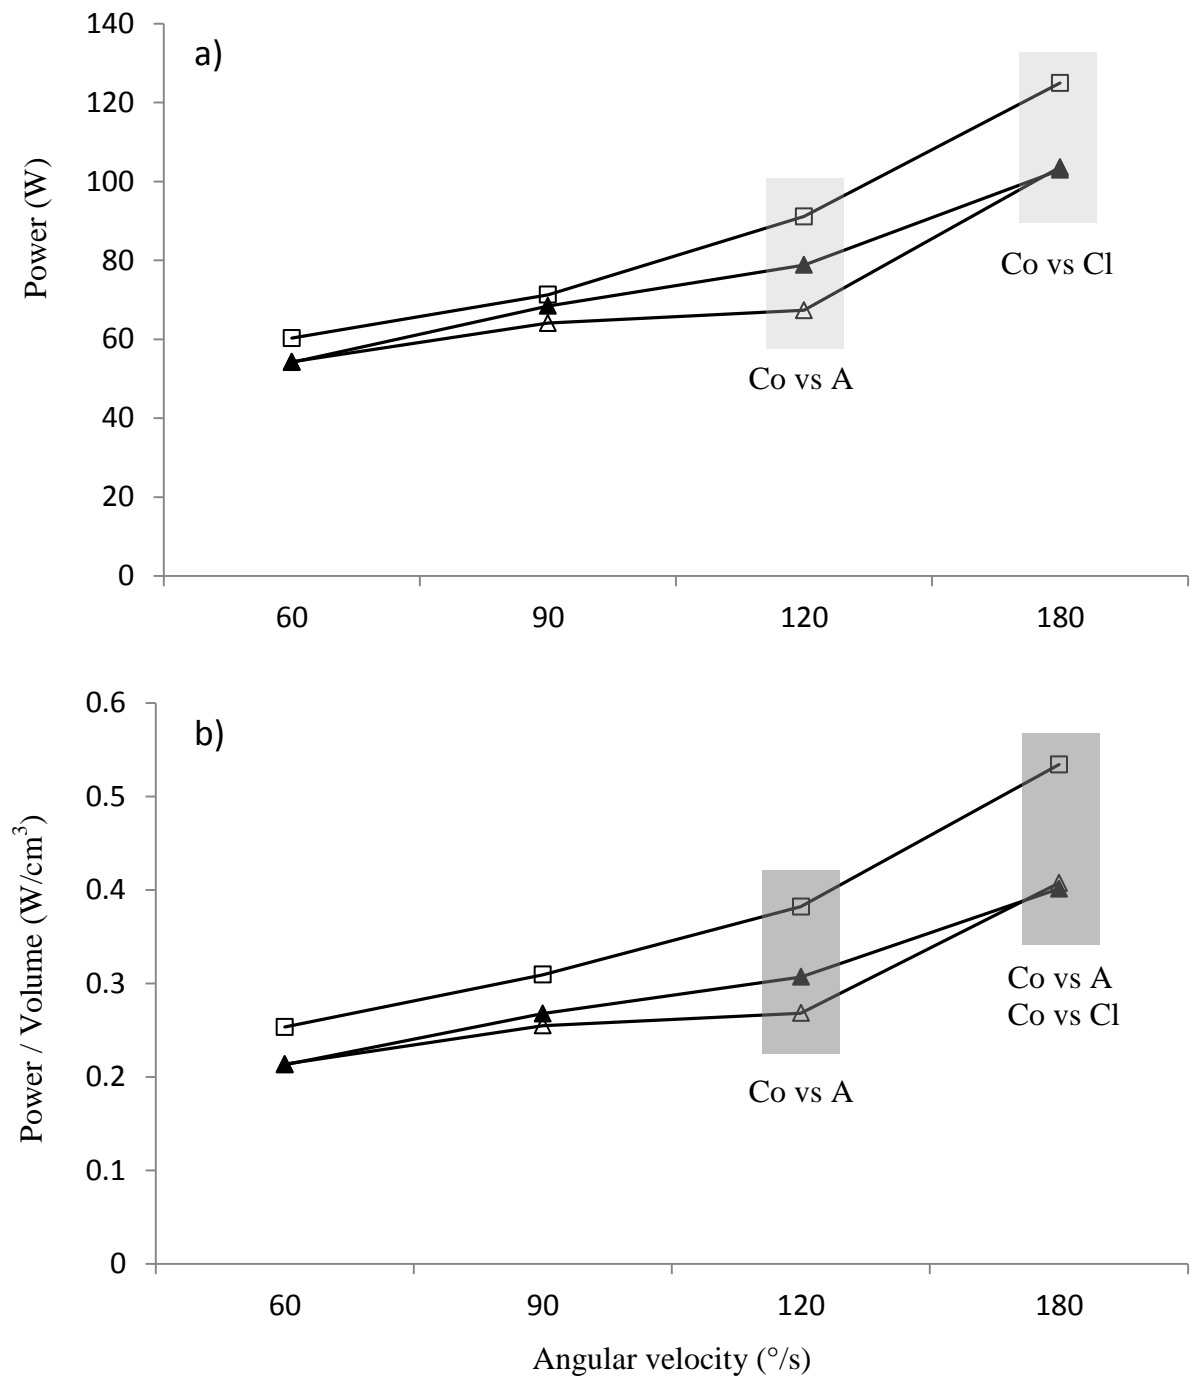 a)
Power (W)
140
120
100
80
60
40
20
0
Co vs A
Co vs Cl
60 90 120 180
b)
Power / Volume (W/cm³)
0.6
0.5
0.4
0.3
0.2
0.1
0
Co vs A
Co vs A
Co vs Cl
60 90 120 180
Angular velocity (°/s)